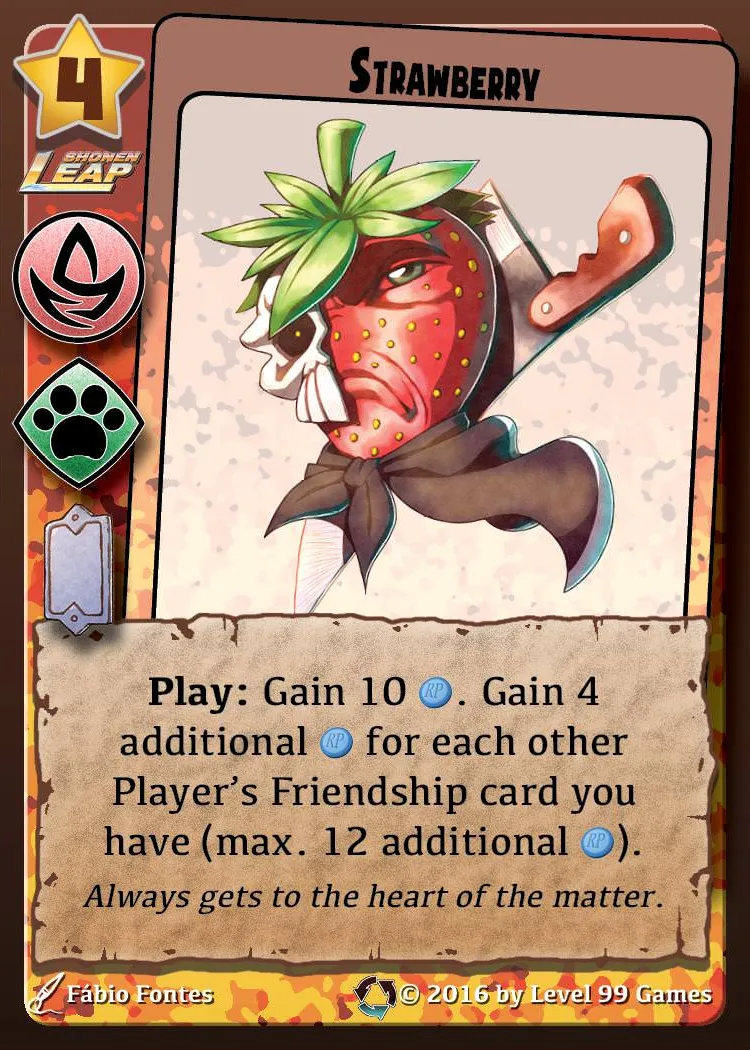 4
STRAWBERRY
SHONEN
LEAP
Play: Gain 10 RP. Gain 4
additional RP for each other
Player's Friendship card you
have (max. 12 additional RP).
Always gets to the heart of the matter.
Fábio Fontes
© 2016 by Level 99 Games